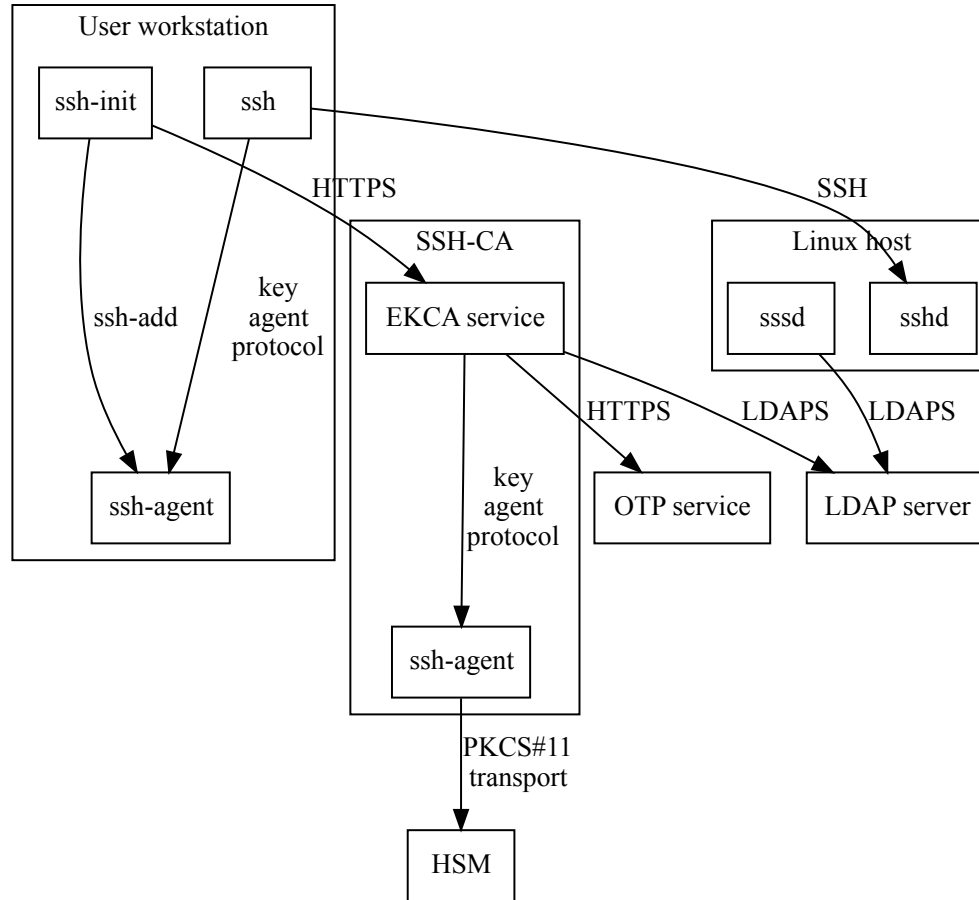 User workstation
ssh-init
ssh
HTTPS
SSH
SSH-CA
Linux host
EKCA service
sssd
sshd
ssh-add
key
agent
protocol
HTTPS
LDAPS
LDAPS
ssh-agent
key
agent
protocol
OTP service
LDAP server
ssh-agent
PKCS#11
transport
HSM